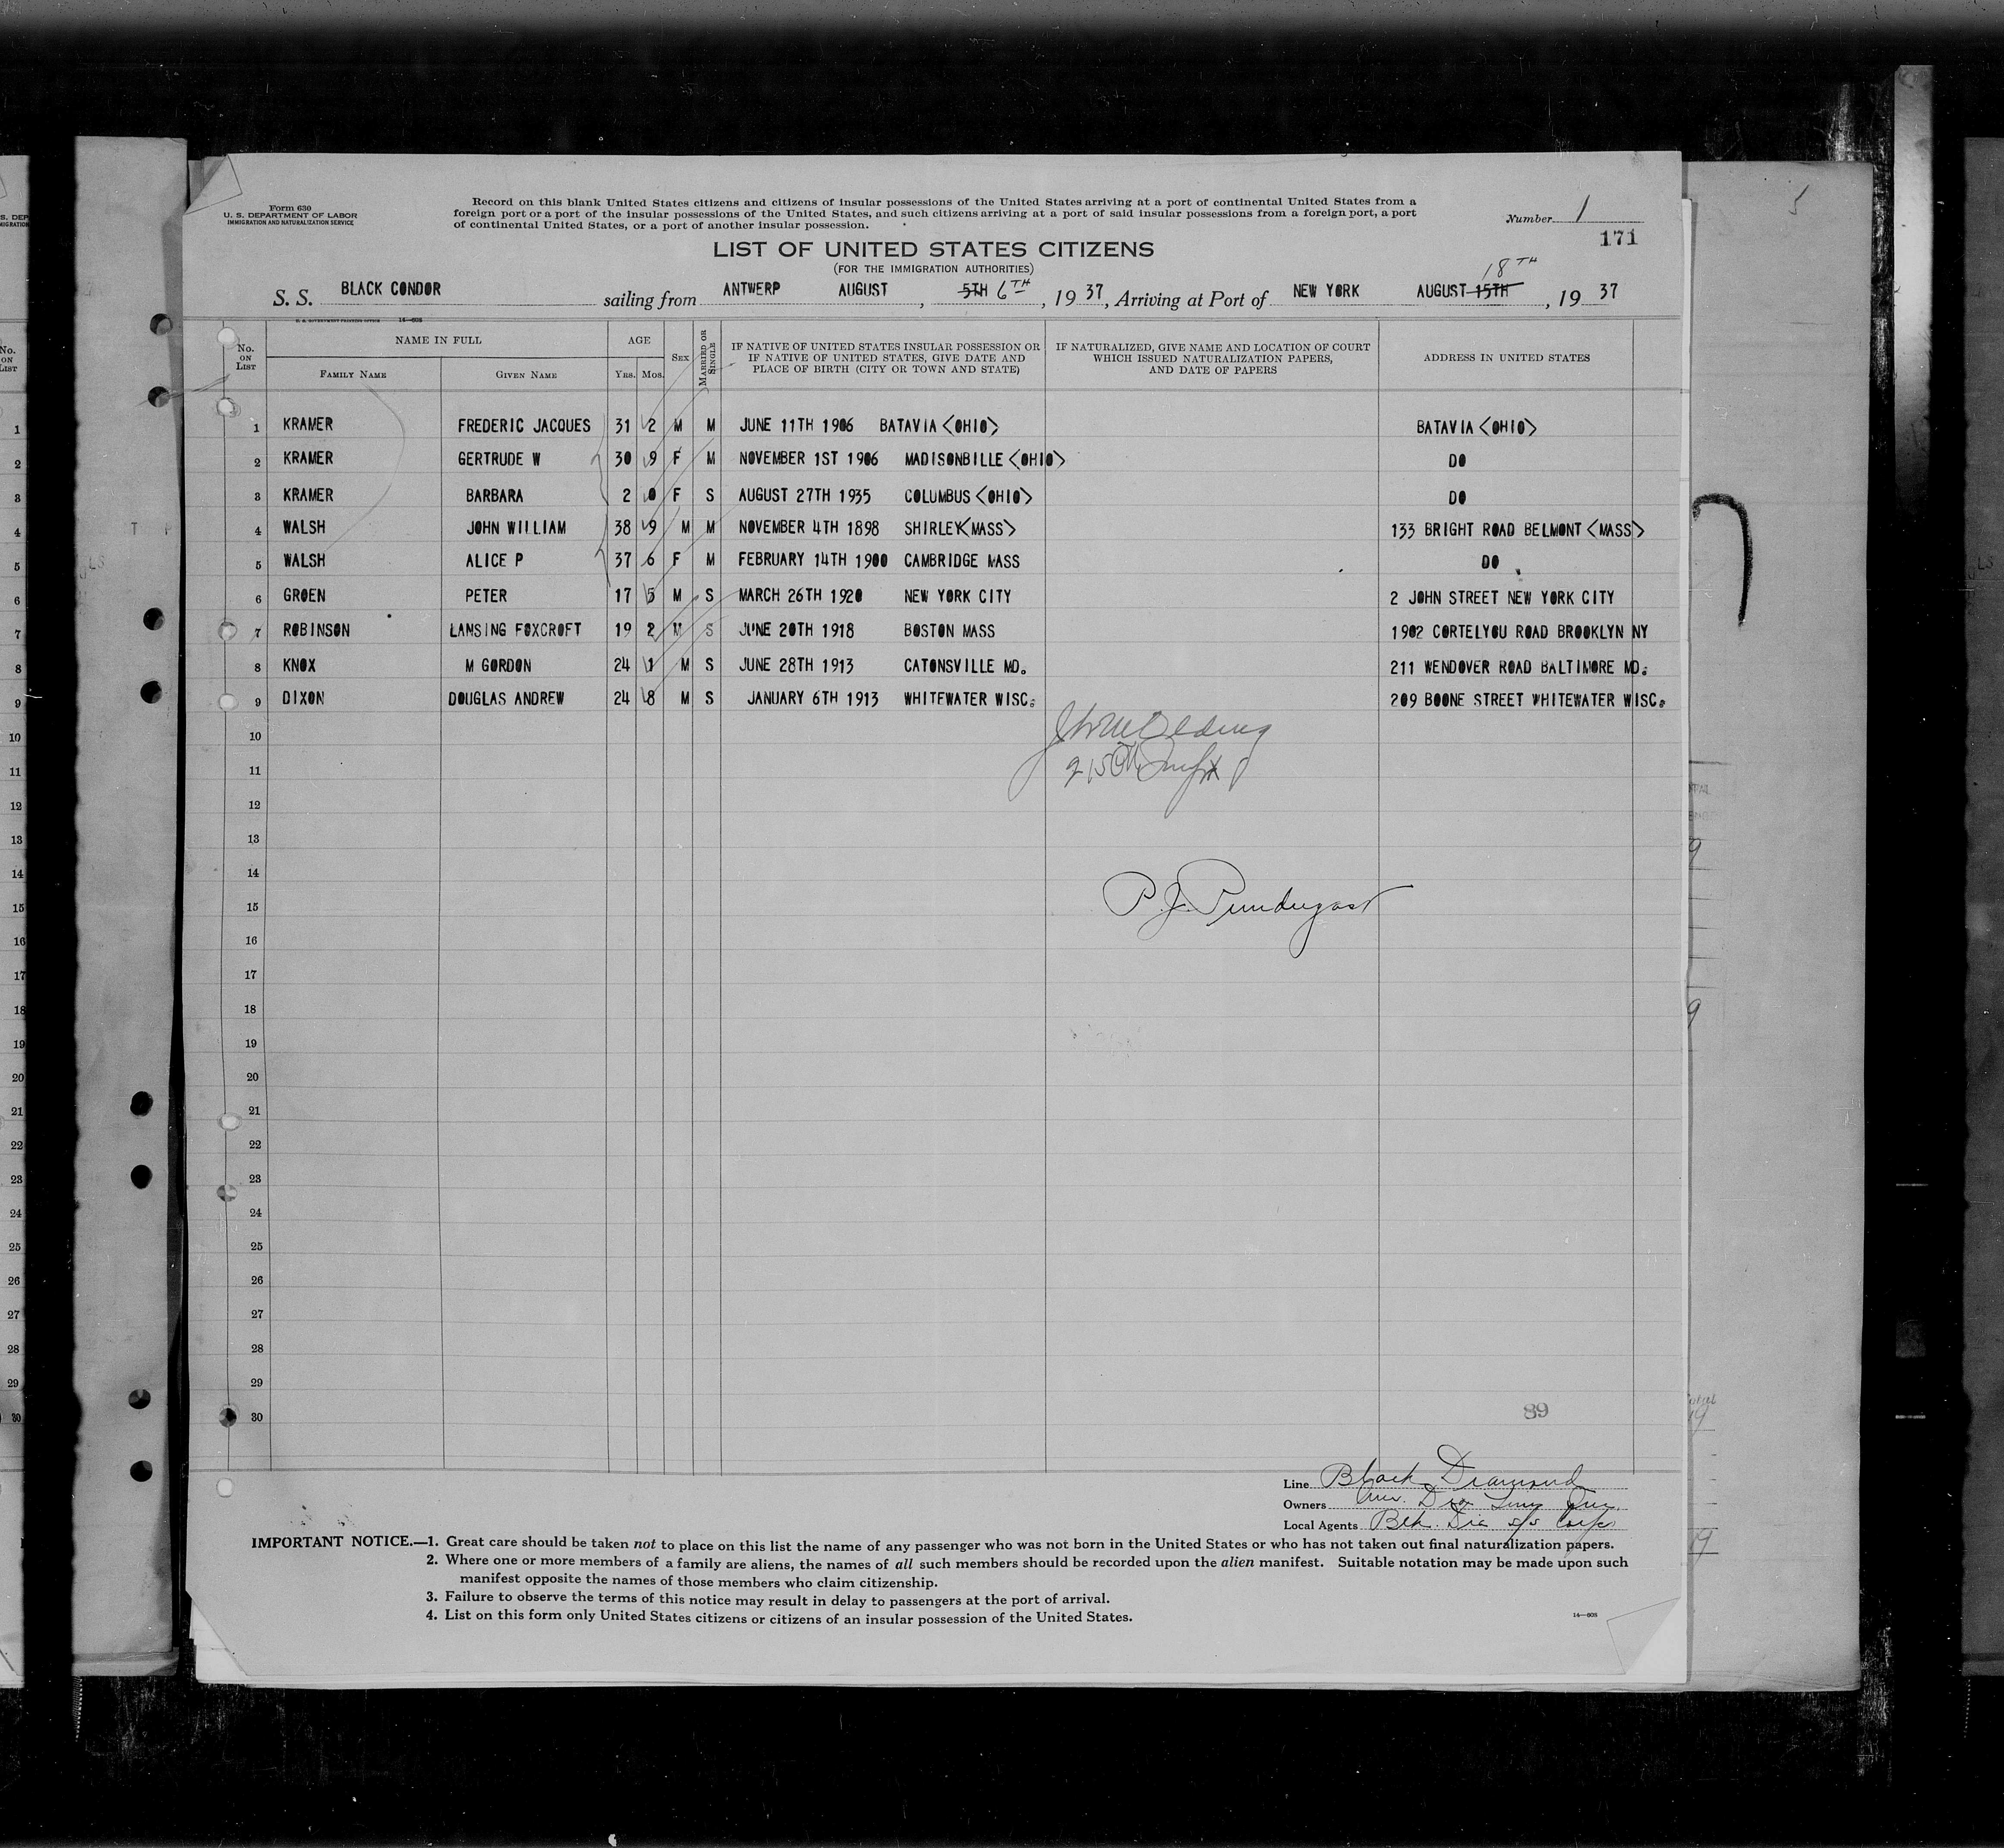 Form 630
U. S. DEPARTMENT OF LABOR
IMMIGRATION AND NATURALIZATION SERVICE
Record on this blank United States citizens and citizens of insular possessions of the United States arriving at a port of continental United States from a
foreign port or a port of the insular possessions of the United States, and such citizens arriving at a port of said insular possessions from a foreign port, a port
of continental United States, or a port of another insular possession.
Number 1
171
LIST OF UNITED STATES CITIZENS
(FOR THE IMMIGRATION AUTHORITIES)
18TH
S. S. BLACK CONDOR sailing from ANTWERP AUGUST , 5TH 6TH , 19 37, Arriving at Port of NEW YORK AUGUST 15TH , 19 37
U. S. GOVERNMENT PRINTING OFFICE 14—608
No. ON LIST
NAME IN FULL
FAMILY NAME
GIVEN NAME
AGE
YRS. MOS.
SEX
MARRIED OR SINGLE
IF NATIVE OF UNITED STATES INSULAR POSSESSION OR
IF NATIVE OF UNITED STATES, GIVE DATE AND
PLACE OF BIRTH (CITY OR TOWN AND STATE)
IF NATURALIZED, GIVE NAME AND LOCATION OF COURT
WHICH ISSUED NATURALIZATION PAPERS,
AND DATE OF PAPERS
ADDRESS IN UNITED STATES
1 KRAMER FREDERIC JACQUES 31 2 M M JUNE 11TH 1906 BATAVIA <OHIO> BATAVIA <OHIO>
2 KRAMER GERTRUDE W 30 9 F M NOVEMBER 1ST 1906 MADISONBILLE <OHIO> DO
3 KRAMER BARBARA 2 0 F S AUGUST 27TH 1935 COLUMBUS <OHIO> DO
4 WALSH JOHN WILLIAM 38 9 M M NOVEMBER 4TH 1898 SHIRLEY<MASS> 133 BRIGHT ROAD BELMONT <MASS>
5 WALSH ALICE P 37 6 F M FEBRUARY 14TH 1900 CAMBRIDGE MASS DO
6 GROEN PETER 17 5 M S MARCH 26TH 1920 NEW YORK CITY 2 JOHN STREET NEW YORK CITY
7 ROBINSON LANSING FOXCROFT 19 2 M S JUNE 20TH 1918 BOSTON MASS 1902 CORTELYOU ROAD BROOKLYN NY
8 KNOX M GORDON 24 1 M S JUNE 28TH 1913 CATONSVILLE MD. 211 WENDOVER ROAD BALTIMORE MD.
9 DIXON DOUGLAS ANDREW 24 8 M S JANUARY 6TH 1913 WHITEWATER WISC. 209 BOONE STREET WHITEWATER WISC.
10
11
12
13
14
P. J.
15
16
17
18
19
20
21
22
23
24
25
26
27
28
29
30
89
Line Black Diamond
Owners
Local Agents Blk. Dia s/s Corp
IMPORTANT NOTICE.—1. Great care should be taken not to place on this list the name of any passenger who was not born in the United States or who has not taken out final naturalization papers.
2. Where one or more members of a family are aliens, the names of all such members should be recorded upon the alien manifest. Suitable notation may be made upon such
manifest opposite the names of those members who claim citizenship.
3. Failure to observe the terms of this notice may result in delay to passengers at the port of arrival.
4. List on this form only United States citizens or citizens of an insular possession of the United States.
14—608